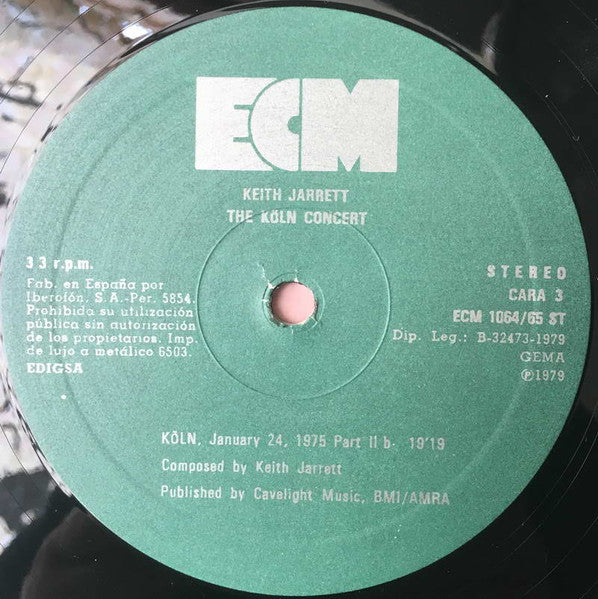 ECM
KEITH JARRETT
THE KÖLN CONCERT
33 r.p.m.
Fab. en España por
Iberofón. S. A.-Per. 5854.
Prohibida su utilización
pública sin autorización
de los propietarios. Imp.
de lujo a metálico 6503.
EDIGSA
STEREO
CARA 3
ECM 1064/65 ST
Dip. Leg.: B-32473-1979
GEMA
℗1979
KÖLN, January 24, 1975 Part II b- 19'19
Composed by Keith Jarrett
Published by Cavelight Music, BMI/AMRA